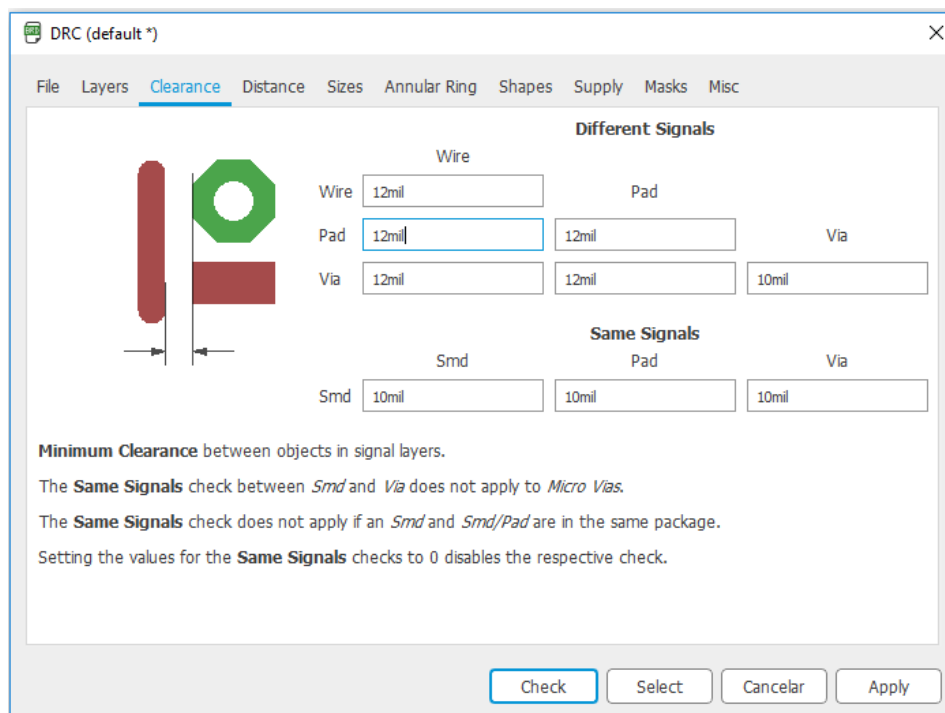 DRC (default *)
File Layers Clearance Distance Sizes Annular Ring Shapes Supply Masks Misc
Different Signals
Wire
Wire 12mil Pad
Pad 12mil 12mil Via
Via 12mil 12mil 10mil
Same Signals
Smd Pad Via
Smd 10mil 10mil 10mil
Minimum Clearance between objects in signal layers.
The Same Signals check between Smd and Via does not apply to Micro Vias.
The Same Signals check does not apply if an Smd and Smd/Pad are in the same package.
Setting the values for the Same Signals checks to 0 disables the respective check.
Check Select Cancelar Apply